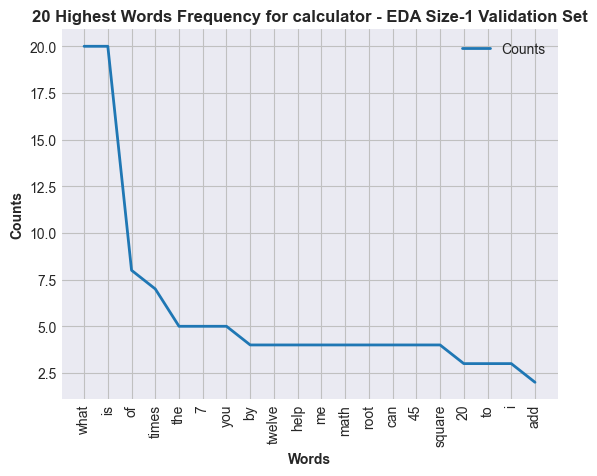 20 Highest Words Frequency for calculator - EDA Size-1 Validation Set
Counts
20.0
17.5
15.0
12.5
10.0
7.5
5.0
2.5
Counts
what
is
of
times
the
7
you
by
twelve
help
me
math
root
can
45
square
20
to
i
add
Words